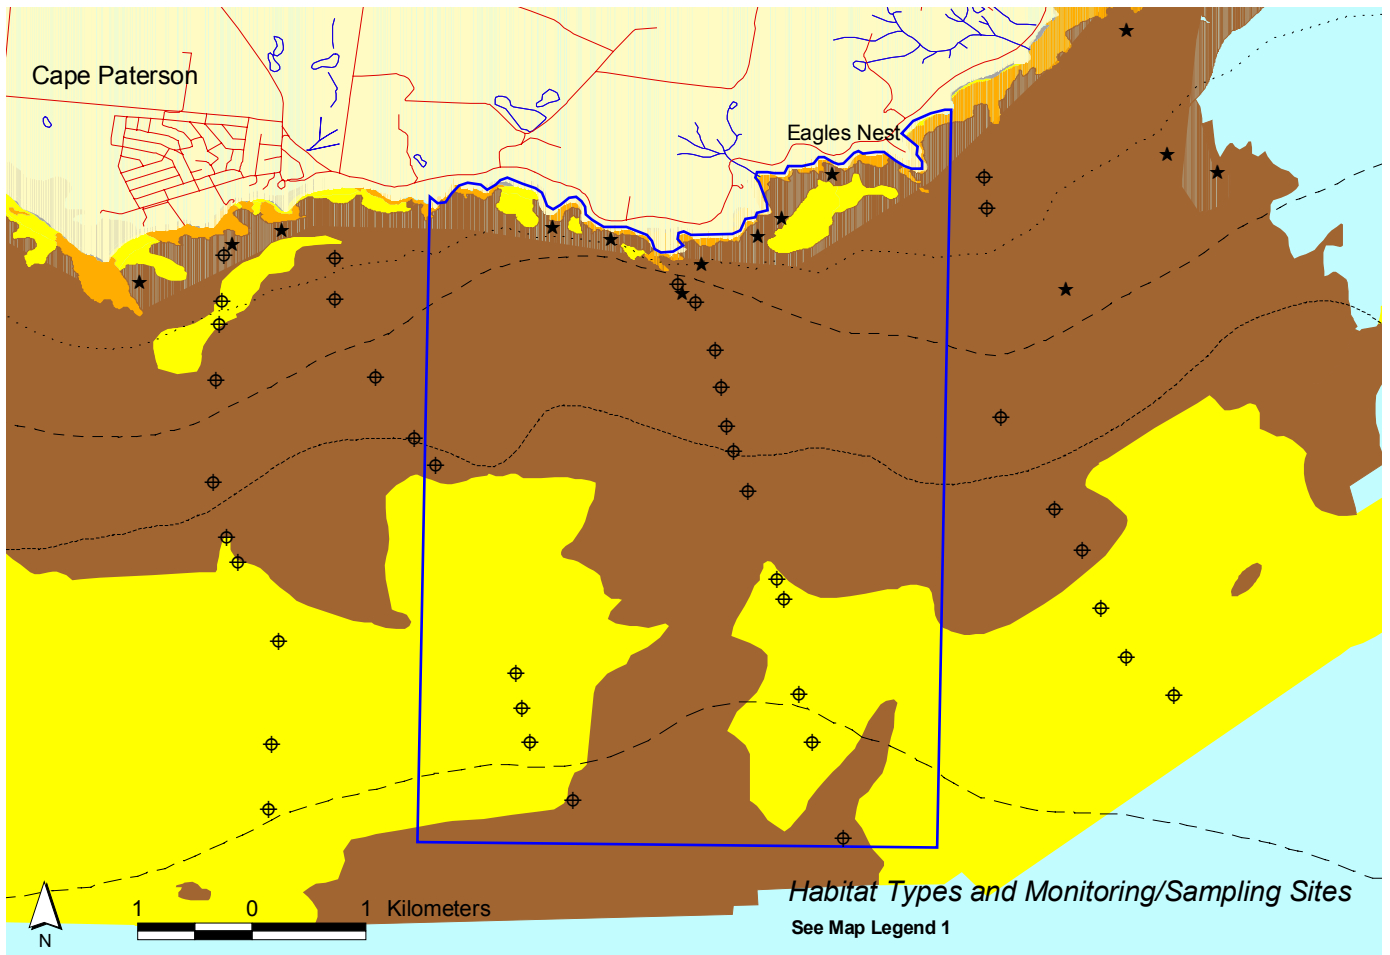 Cape Paterson
Eagles Nest
Habitat Types and Monitoring/Sampling Sites
See Map Legend 1
1 0 1 Kilometers
N